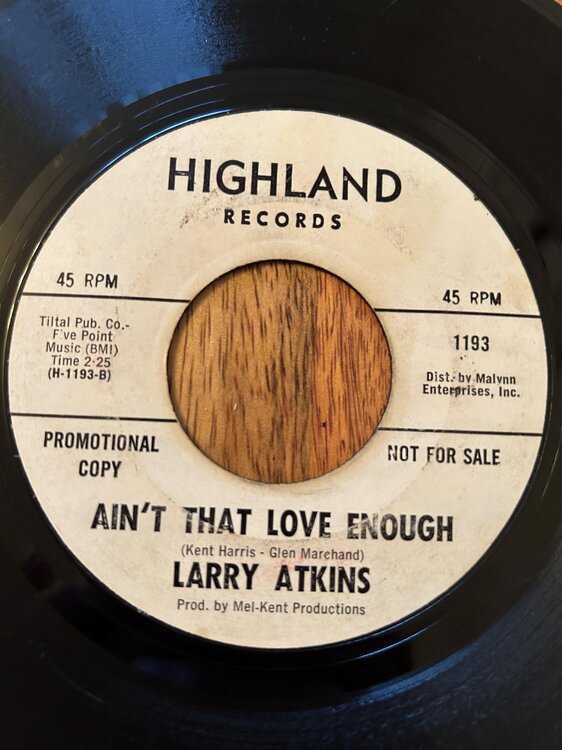 HIGHLAND
RECORDS
45 RPM
45 RPM
Tiltal Pub. Co.-
F've Point
Music (BMI)
Time 2:25
(H-1193-B)
1193
Dist. by Malvnn
Enterprises, Inc.
PROMOTIONAL
COPY
NOT FOR SALE
AIN'T THAT LOVE ENOUGH
(Kent Harris - Glen Marchand)
LARRY ATKINS
Prod. by Mel-Kent Productions